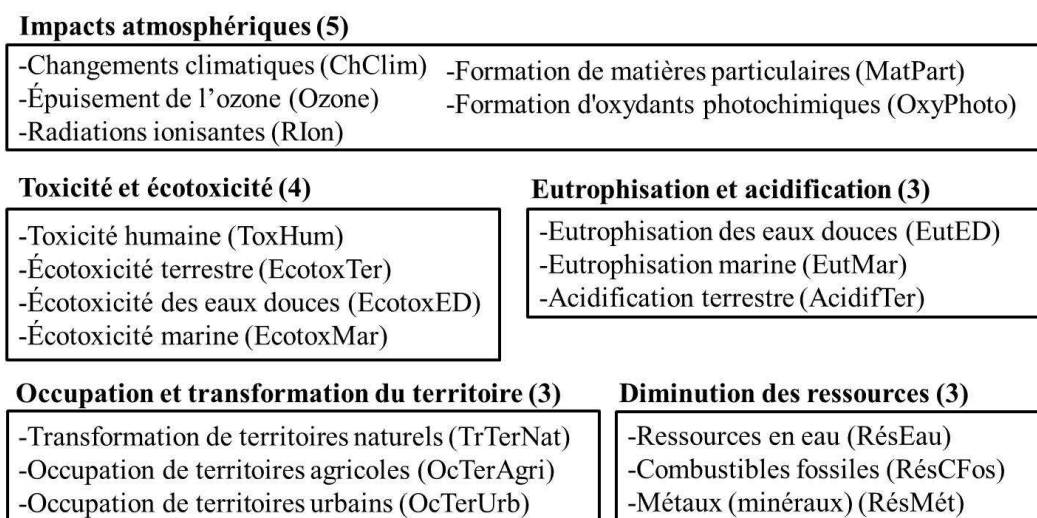 Impacts atmosphériques (5)
-Changements climatiques (ChClim)
-Épuisement de l'ozone (Ozone)
-Radiations ionisantes (RIon)
-Formation de matières particulaires (MatPart)
-Formation d'oxydants photochimiques (OxyPhoto)
Toxicité et écotoxicité (4)
-Toxicité humaine (ToxHum)
-Écotoxicité terrestre (EcotoxTer)
-Écotoxicité des eaux douces (EcotoxED)
-Écotoxicité marine (EcotoxMar)
Eutrophisation et acidification (3)
-Eutrophisation des eaux douces (EutED)
-Eutrophisation marine (EutMar)
-Acidification terrestre (AcidifTer)
Occupation et transformation du territoire (3)
-Transformation de territoires naturels (TrTerNat)
-Occupation de territoires agricoles (OcTerAgri)
-Occupation de territoires urbains (OcTerUrb)
Diminution des ressources (3)
-Ressources en eau (RésEau)
-Combustibles fossiles (RésCFos)
-Métaux (minéraux) (RésMét)